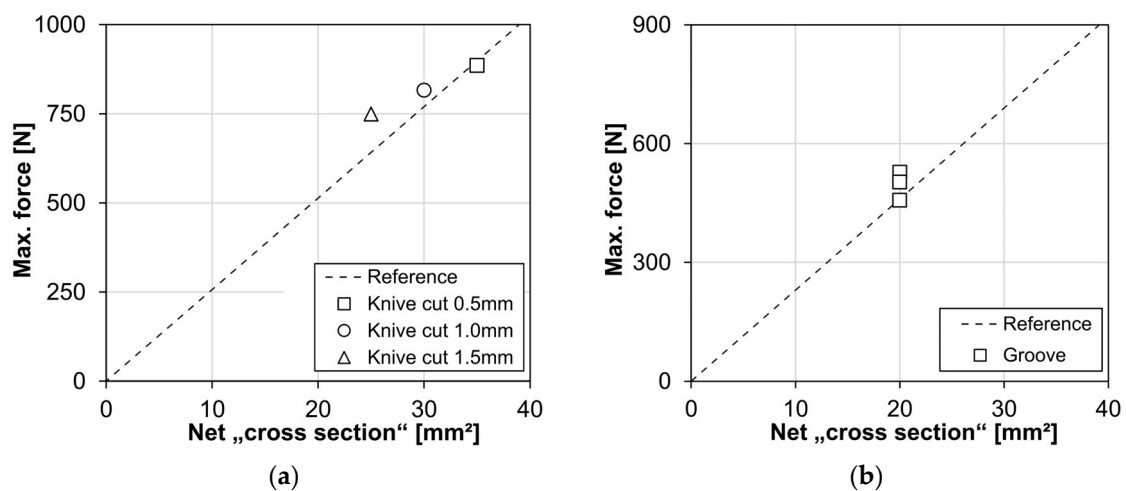 1000
750
500
250
0
Max. force [N]
Reference
Knive cut 0.5mm
Knive cut 1.0mm
Knive cut 1.5mm
0 10 20 30 40
Net „cross section“ [mm²]
(a)
900
600
300
0
Max. force [N]
Reference
Groove
0 10 20 30 40
Net „cross section“ [mm²]
(b)